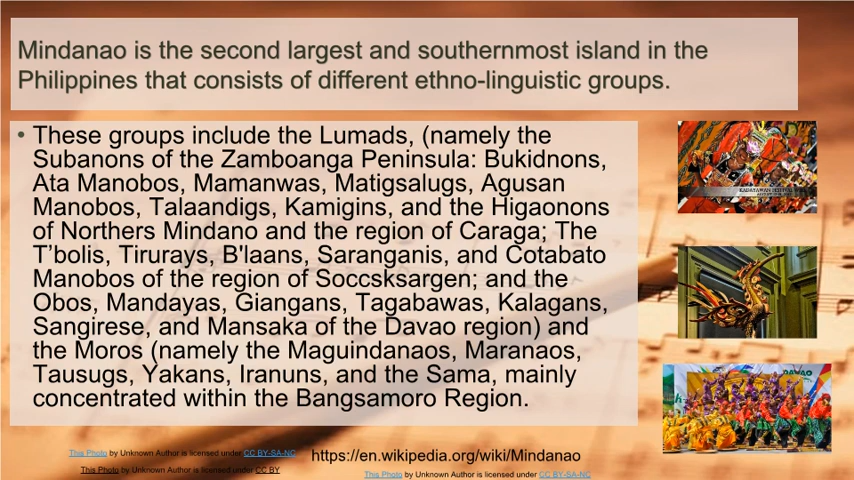 Mindanao is the second largest and southernmost island in the
Philippines that consists of different ethno-linguistic groups.
• These groups include the Lumads, (namely the
Subanons of the Zamboanga Peninsula: Bukidnons,
Ata Manobos, Mamanwas, Matigsalugs, Agusan
Manobos, Talaandigs, Kamigins, and the Higaonons
of Northers Mindano and the region of Caraga; The
T’bolis, Tirurays, B'laans, Saranganis, and Cotabato
Manobos of the region of Soccsksargen; and the
Obos, Mandayas, Giangans, Tagabawas, Kalagans,
Sangirese, and Mansaka of the Davao region) and
the Moros (namely the Maguindanaos, Maranaos,
Tausugs, Yakans, Iranuns, and the Sama, mainly
concentrated within the Bangsamoro Region.
KADAYAWAN FESTIVAL
DAVAO
This Photo by Unknown Author is licensed under CC BY-SA-NC
https://en.wikipedia.org/wiki/Mindanao
This Photo by Unknown Author is licensed under CC BY
This Photo by Unknown Author is licensed under CC BY-SA-NC